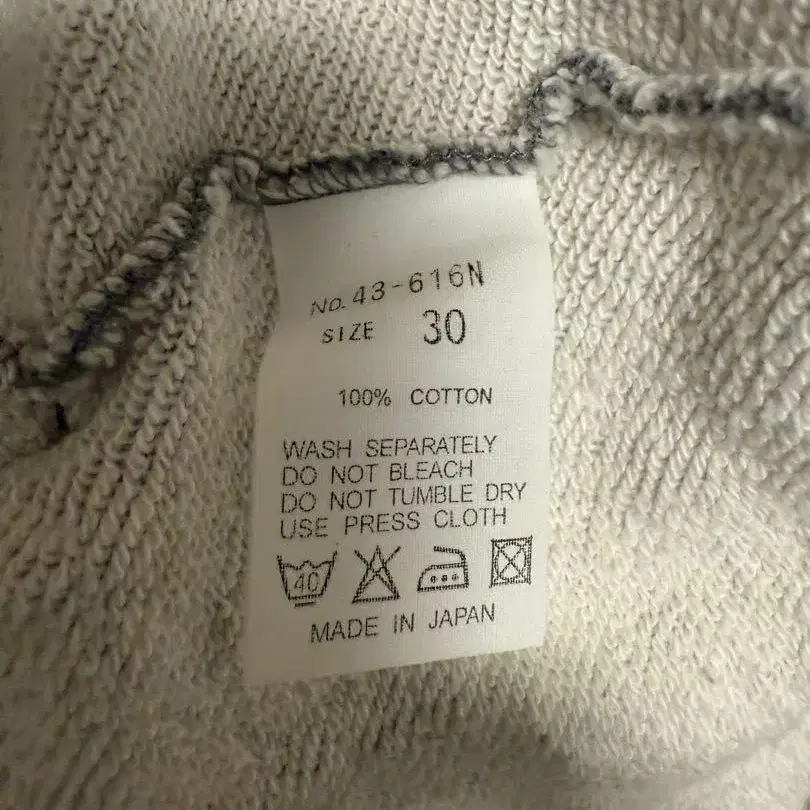 No. 43-616N
SIZE 30
100% COTTON
WASH SEPARATELY
DO NOT BLEACH
DO NOT TUMBLE DRY
USE PRESS CLOTH
40
MADE IN JAPAN